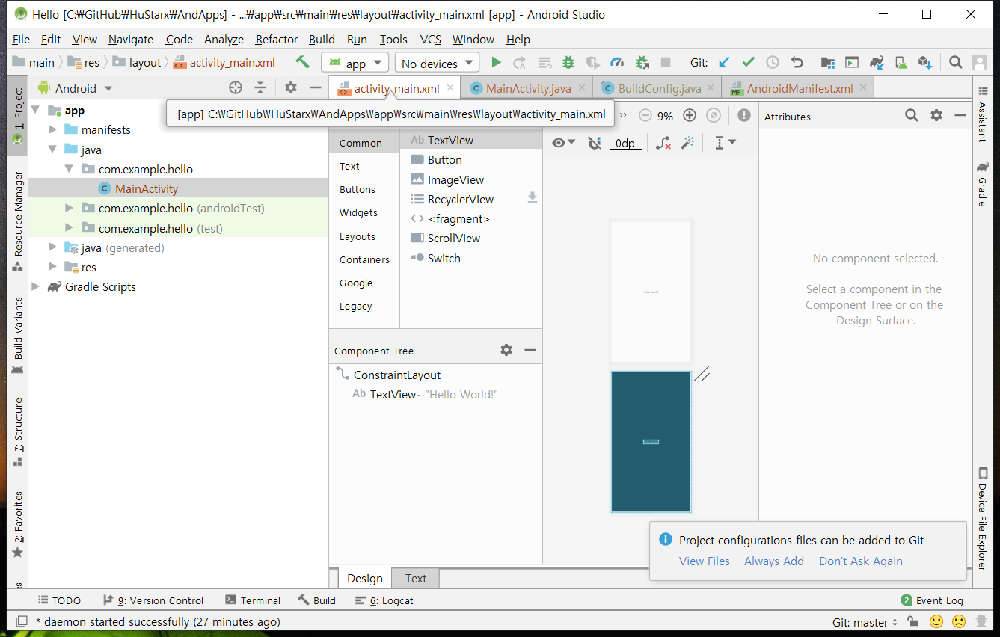 Hello [C:₩GitHub₩HuStarx₩AndApps] - ...₩app₩src₩main₩res₩layout₩activity_main.xml [app] - Android Studio
File Edit View Navigate Code Analyze Refactor Build Run Tools VCS Window Help
main res layout activity_main.xml app No devices Git:
Android
activity_main.xml MainActivity.java BuildConfig.java AndroidManifest.xml
[app] C:₩GitHub₩HuStarx₩AndApps₩app₩src₩main₩res₩layout₩activity_main.xml
1: Project
Resource Manager
Build Variants
7: Structure
2: Favorites
app
manifests
java
com.example.hello
MainActivity
com.example.hello (androidTest)
com.example.hello (test)
java (generated)
res
Gradle Scripts
Common
Text
Buttons
Widgets
Layouts
Containers
Google
Legacy
Ab TextView
Button
ImageView
RecyclerView
<fragment>
ScrollView
Switch
Component Tree
ConstraintLayout
Ab TextView- "Hello World!"
9%
0dp
Hello World!
Attributes
No component selected.
Select a component in the
Component Tree or on the
Design Surface.
Assistant
Gradle
Device File Explorer
Project configurations files can be added to Git
View Files Always Add Don't Ask Again
Design Text
TODO 9: Version Control Terminal Build 6: Logcat 2 Event Log
* daemon started successfully (27 minutes ago) Git: master